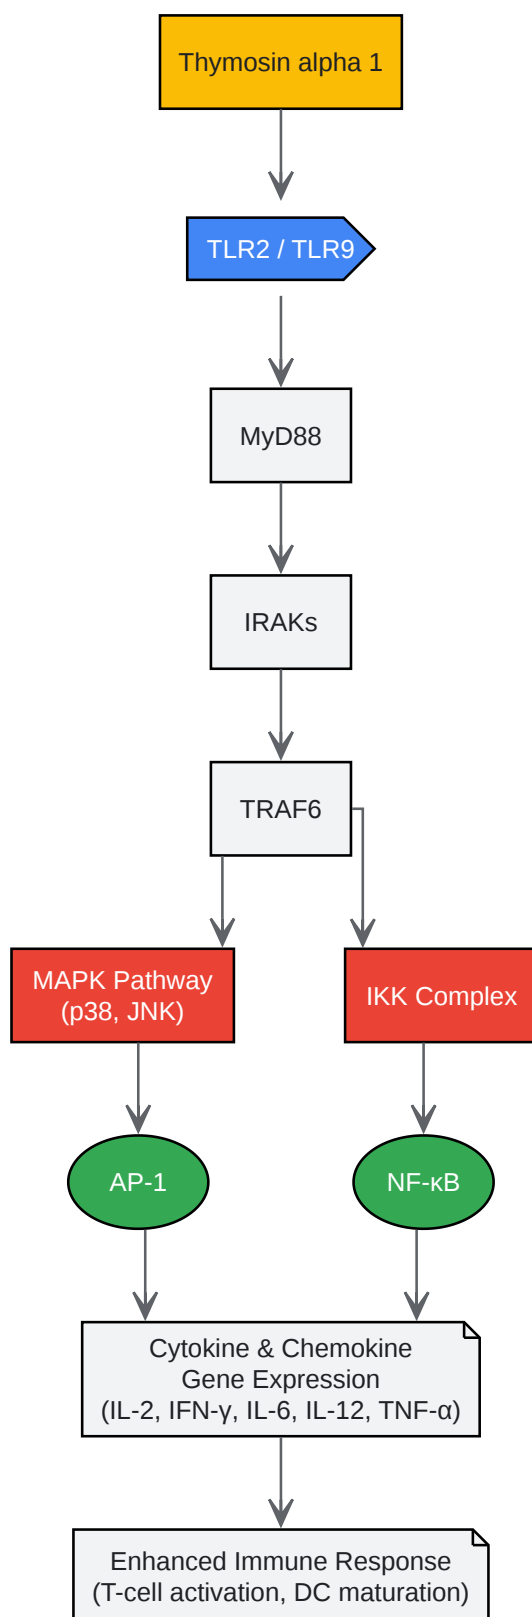 Thymosin alpha 1
TLR2 / TLR9
MyD88
IRAKs
TRAF6
MAPK Pathway
(p38, JNK)
IKK Complex
AP-1
NF-κB
Cytokine & Chemokine
Gene Expression
(IL-2, IFN-γ, IL-6, IL-12, TNF-α)
Enhanced Immune Response
(T-cell activation, DC maturation)